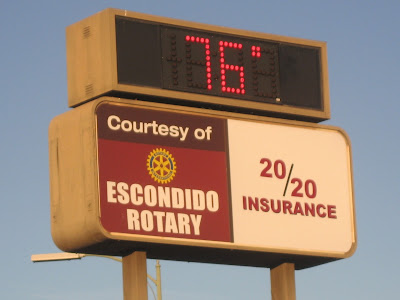 76°
Courtesy of
ESCONDIDO
ROTARY
20/20
INSURANCE